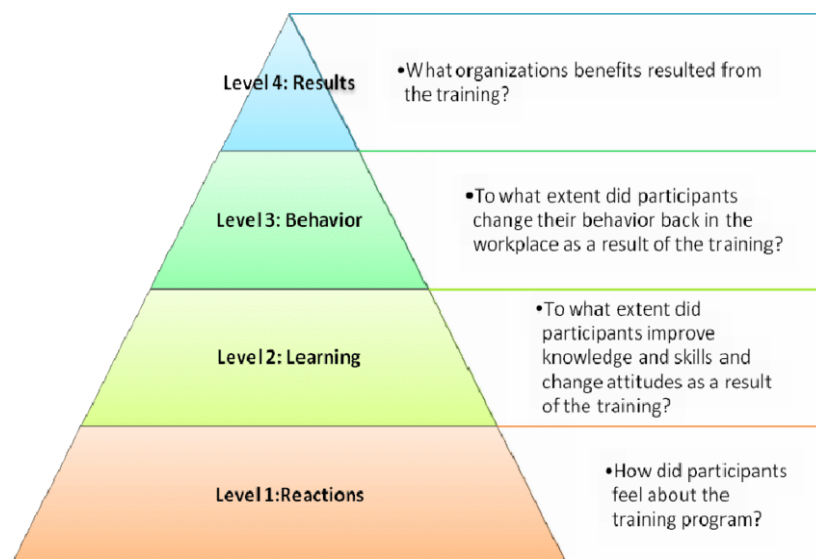 Level 4: Results
•What organizations benefits resulted from
the training?
Level 3: Behavior
•To what extent did participants
change their behavior back in the
workplace as a result of the training?
Level 2: Learning
•To what extent did
participants improve
knowledge and skills and
change attitudes as a result
of the training?
Level 1:Reactions
•How did participants
feel about the
training program?